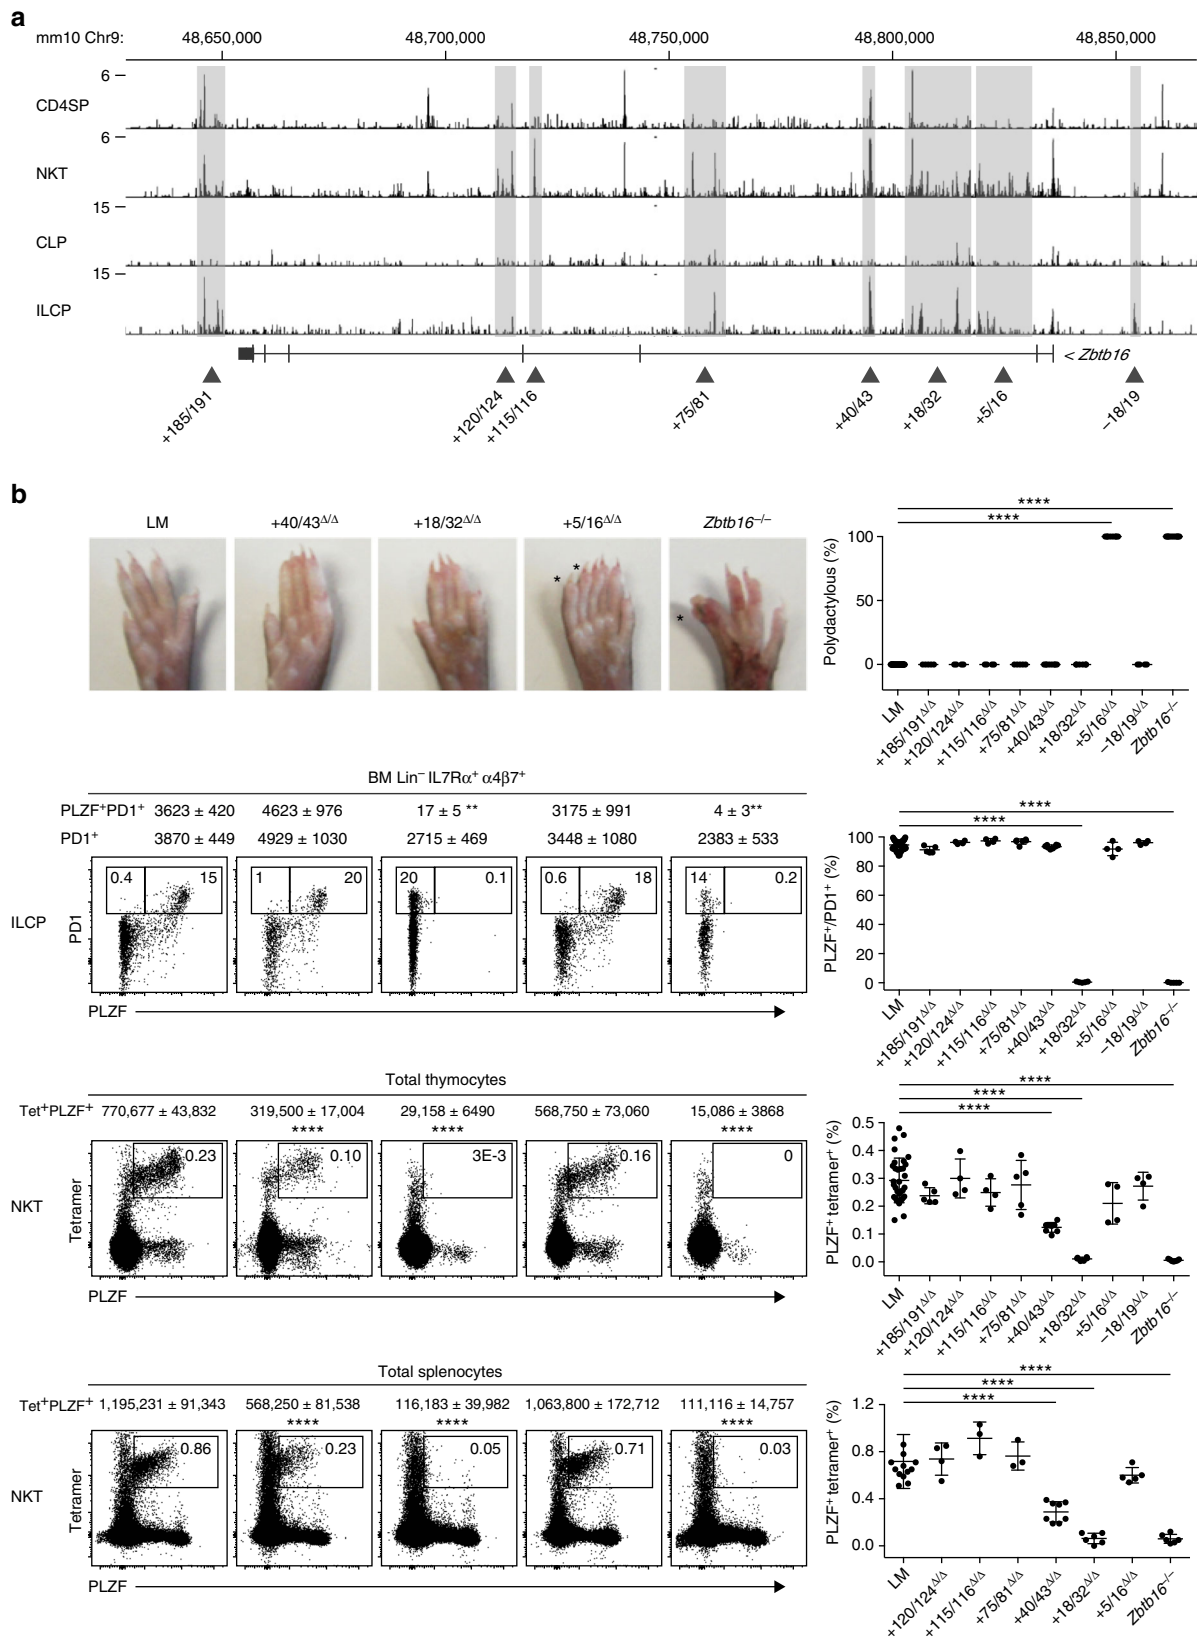 a
mm10 Chr9: 48,650,000 48,700,000 48,750,000 48,800,000 48,850,000
6
CD4SP
6
NKT
15
CLP
15
ILCP
< Zbtb16
+185/191 +120/124 +115/116 +75/81 +40/43 +18/32 +5/16 –18/19
b
LM +40/43Δ/Δ +18/32Δ/Δ +5/16Δ/Δ Zbtb16–/–
* * *
****
****
Polydactylous (%)
100
50
0
LM +185/191Δ/Δ +120/124Δ/Δ +115/116Δ/Δ +75/81Δ/Δ +40/43Δ/Δ +18/32Δ/Δ +5/16Δ/Δ –18/19Δ/Δ Zbtb16–/–
BM Lin– IL7Rα+ α4β7+
PLZF+PD1+ 3623 ± 420 4623 ± 976 17 ± 5 ** 3175 ± 991 4 ± 3**
PD1+ 3870 ± 449 4929 ± 1030 2715 ± 469 3448 ± 1080 2383 ± 533
0.4 15 1 20 20 0.1 0.6 18 14 0.2
ILCP
PD1
PLZF
****
****
PLZF+/PD1+ (%)
100
80
60
40
20
0
LM +185/191Δ/Δ +120/124Δ/Δ +115/116Δ/Δ +75/81Δ/Δ +40/43Δ/Δ +18/32Δ/Δ +5/16Δ/Δ –18/19Δ/Δ Zbtb16–/–
Total thymocytes
Tet+PLZF+ 770,677 ± 43,832 319,500 ± 17,004 29,158 ± 6490 568,750 ± 73,060 15,086 ± 3868
**** **** ****
0.23 0.10 3E-3 0.16 0
NKT
Tetramer
PLZF
****
****
****
PLZF+ tetramer+ (%)
0.5
0.4
0.3
0.2
0.1
0.0
LM +185/191Δ/Δ +120/124Δ/Δ +115/116Δ/Δ +75/81Δ/Δ +40/43Δ/Δ +18/32Δ/Δ +5/16Δ/Δ –18/19Δ/Δ Zbtb16–/–
Total splenocytes
Tet+PLZF+ 1,195,231 ± 91,343 568,250 ± 81,538 116,183 ± 39,982 1,063,800 ± 172,712 111,116 ± 14,757
**** **** ****
0.86 0.23 0.05 0.71 0.03
NKT
Tetramer
PLZF
****
****
****
PLZF+ tetramer+ (%)
1.2
0.8
0.4
0.0
LM +120/124Δ/Δ +115/116Δ/Δ +75/81Δ/Δ +40/43Δ/Δ +18/32Δ/Δ +5/16Δ/Δ Zbtb16–/–